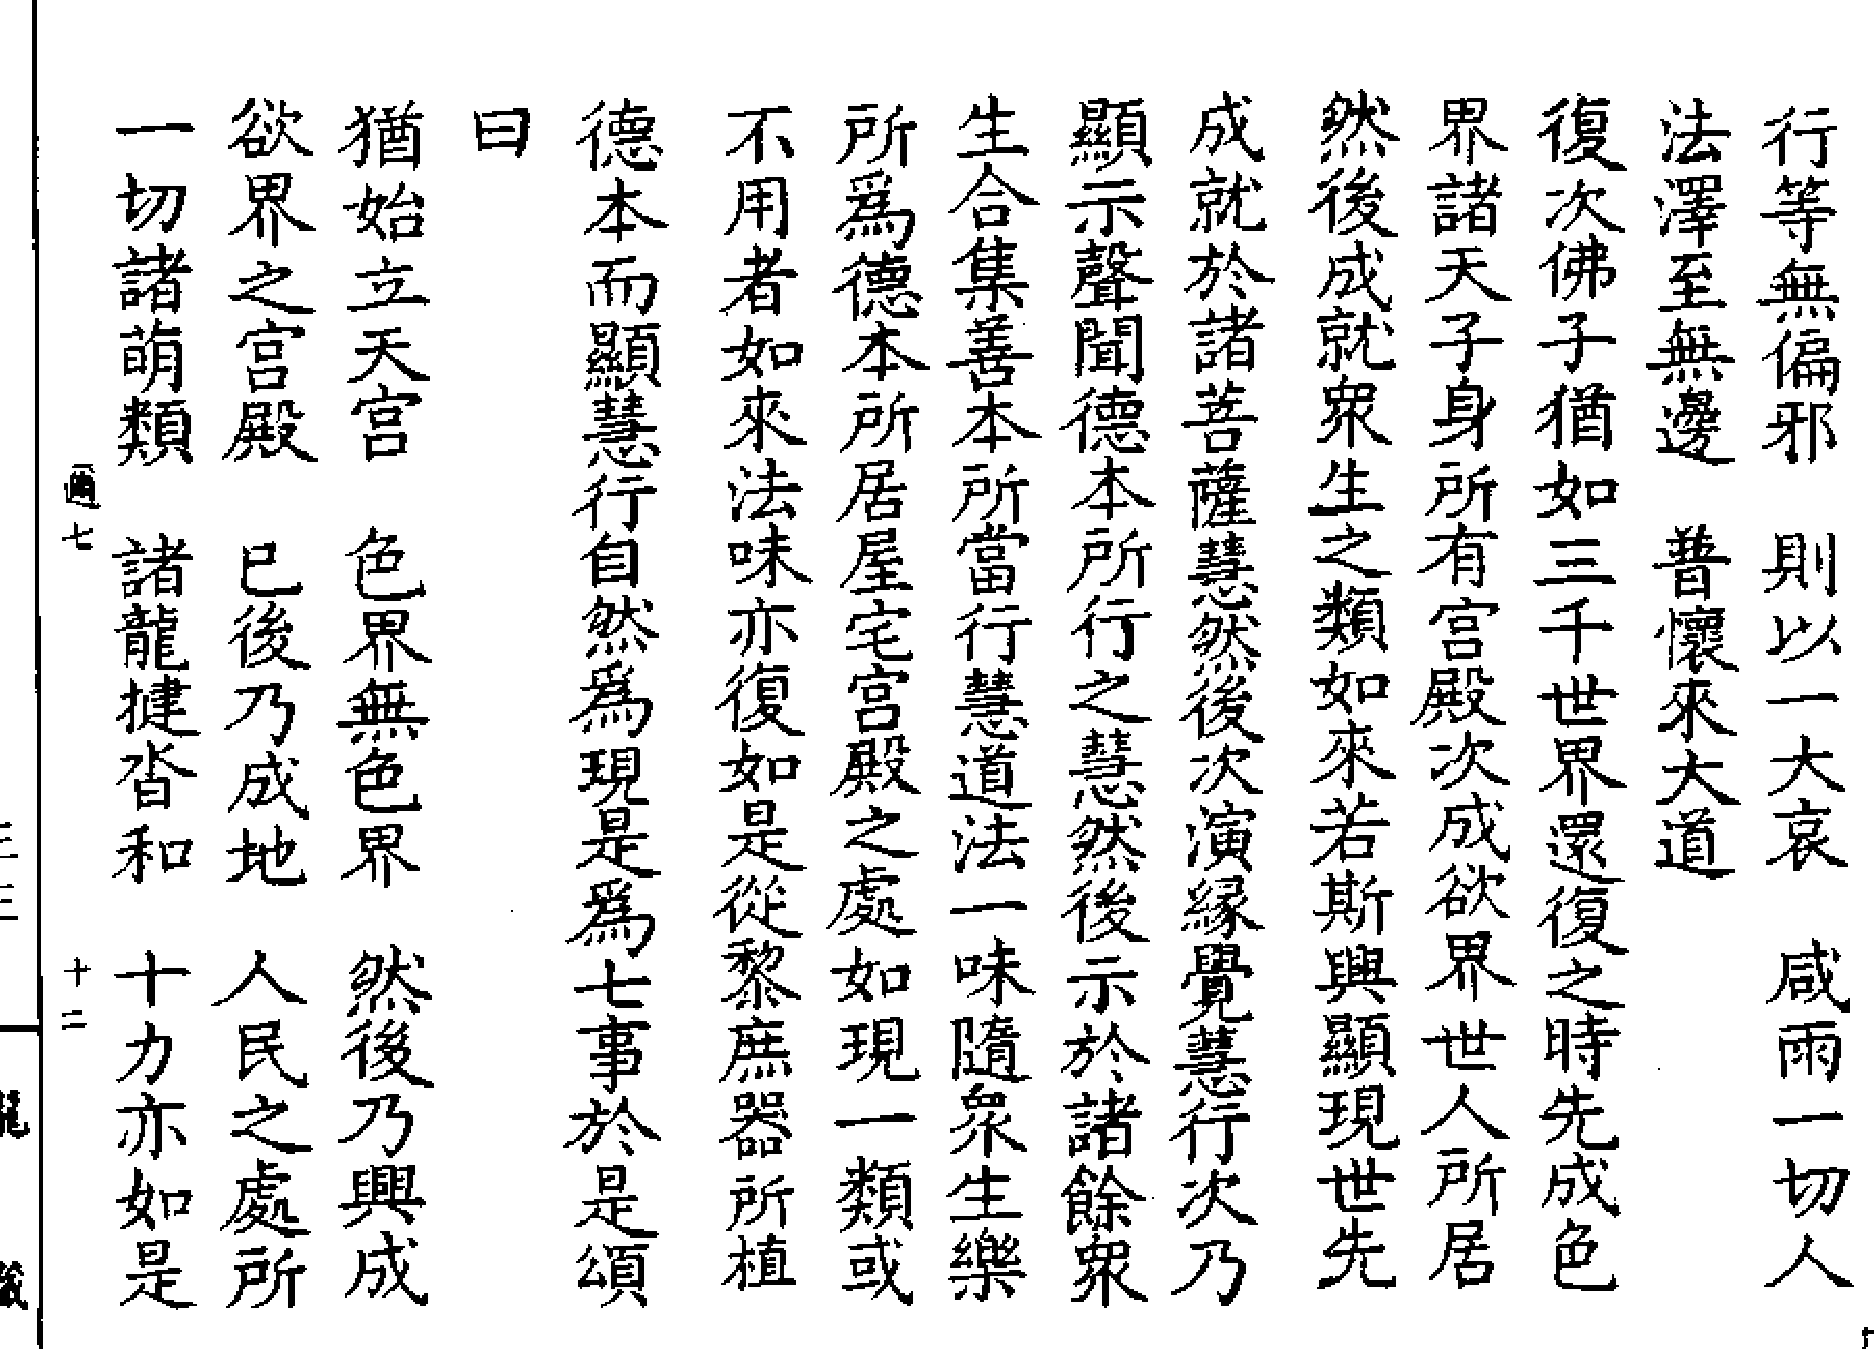 行等無偏邪　則以一大哀　咸雨一切人
法澤至無邊　普懷來大道
復次佛子猶如三千世界還復之時先成色
界諸天子身所有宮殿次成欲界世人所居
然後成就衆生之類如來若斯興顯現世先
成就於諸菩薩慧然後次演緣覺慧行次乃
顯示聲聞德本所行之慧然後示於諸餘衆
生合集善本所當行慧道法一味隨衆生樂
所爲德本所居屋宅宮殿之處如現一類或
不用者如來法味亦復如是從黎庶器所植
德本而顯慧行自然爲現是爲七事於是頌
曰
猶始立天宮　色界無色界　然後乃興成
欲界之宮殿　已後乃成地　人民之處所
一切諸萌類　諸龍揵沓和　十力亦如是
七　十二
三三
龍